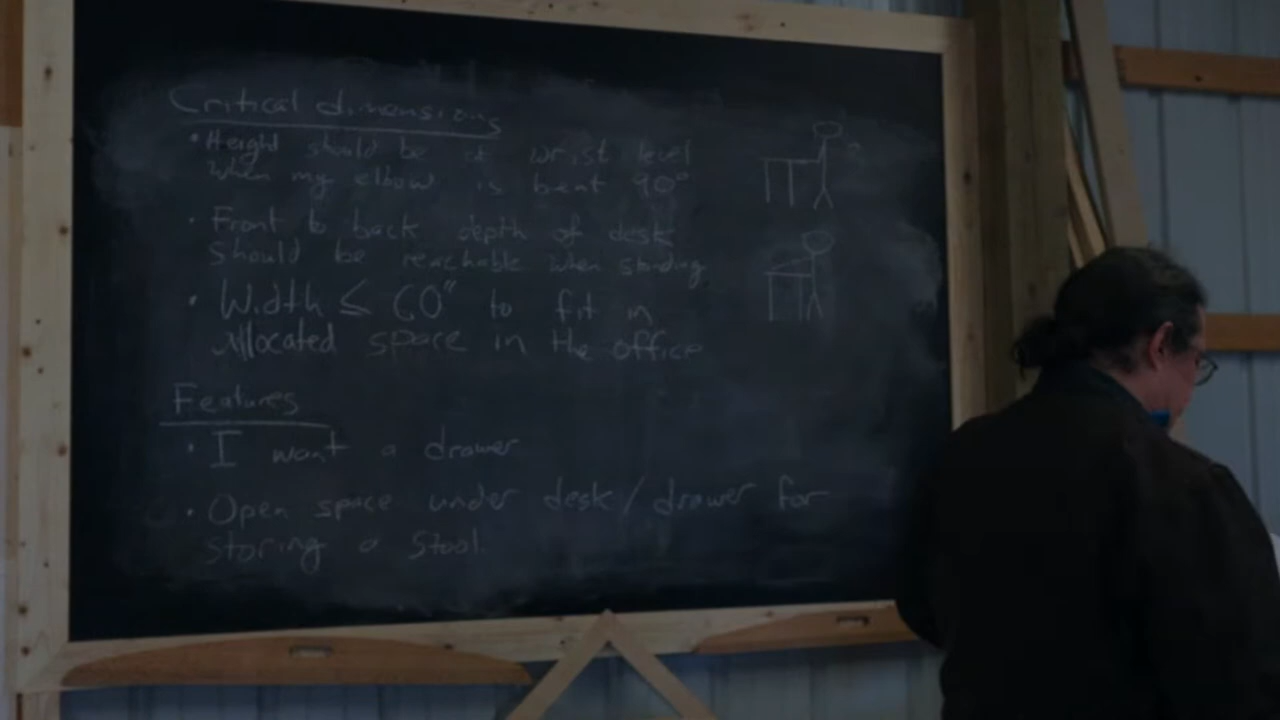 Critical dimensions
• Height should be at wrist level
when my elbow is bent 90°
• Front to back depth of desk
should be reachable when standing
• Width ≤ 60" to fit in
allocated space in the office
Features
• I want a drawer
• Open space under desk/drawer for
storing a stool.